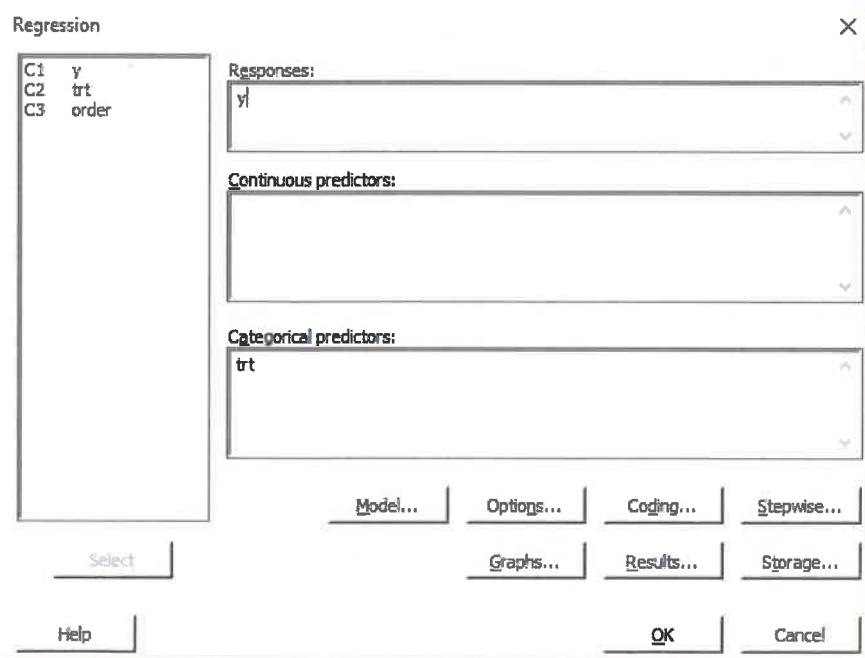 Regression
C1 y
C2 trt
C3 order
Responses:
y
Continuous predictors:
Categorical predictors:
trt
Model...
Options...
Coding...
Stepwise...
Select
Graphs...
Results...
Storage...
Help
OK
Cancel